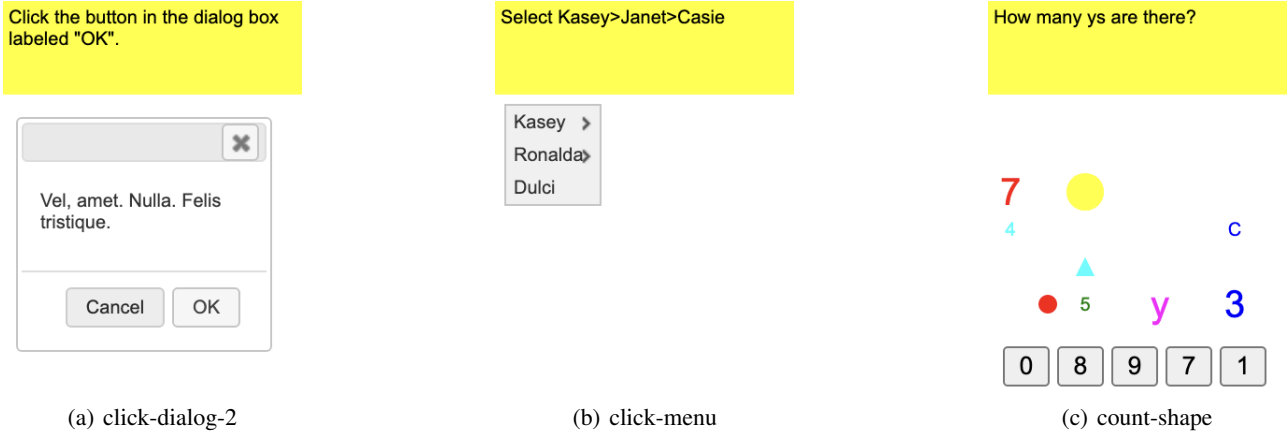 Click the button in the dialog box
labeled "OK".
Vel, amet. Nulla. Felis
tristique.
Cancel OK
(a) click-dialog-2
Select Kasey>Janet>Casie
Kasey
Ronalda
Dulci
(b) click-menu
How many ys are there?
7
4 C
5 y 3
0 8 9 7 1
(c) count-shape